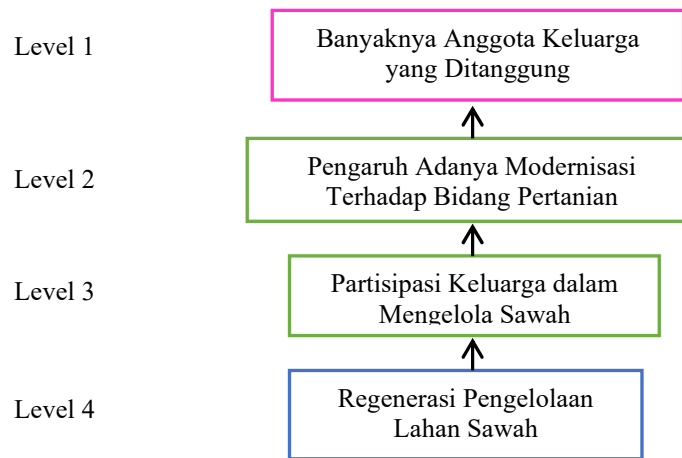 Level 1
Banyaknya Anggota Keluarga
yang Ditanggung
Level 2
Pengaruh Adanya Modernisasi
Terhadap Bidang Pertanian
Level 3
Partisipasi Keluarga dalam
Mengelola Sawah
Level 4
Regenerasi Pengelolaan
Lahan Sawah